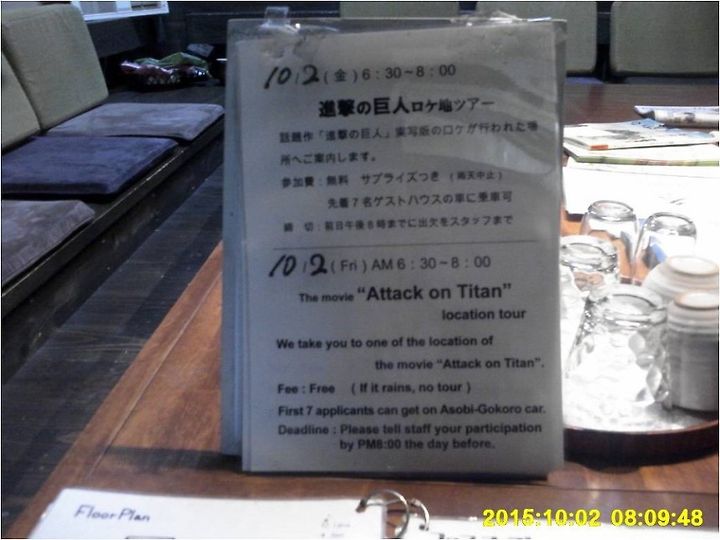 10/2(金)6:30~8:00
進撃の巨人ロケ地ツアー
話題作「進撃の巨人」実写版のロケが行われた場
所へご案内します。
参加費:無料 サプライズつき (雨天中止)
先着7名ゲストハウスの車に乗車可
締 切:前日午後8時までに出欠をスタッフまで
10/2(Fri) AM 6:30~8:00
The movie “Attack on Titan”
location tour
We take you to one of the location of
the movie “Attack on Titan”.
Fee : Free ( If it rains, no tour )
First 7 applicants can get on Asobi-Gokoro car.
Deadline : Please tell staff your participation
by PM8:00 the day before.
Floor Plan
2015:10:02 08:09:48